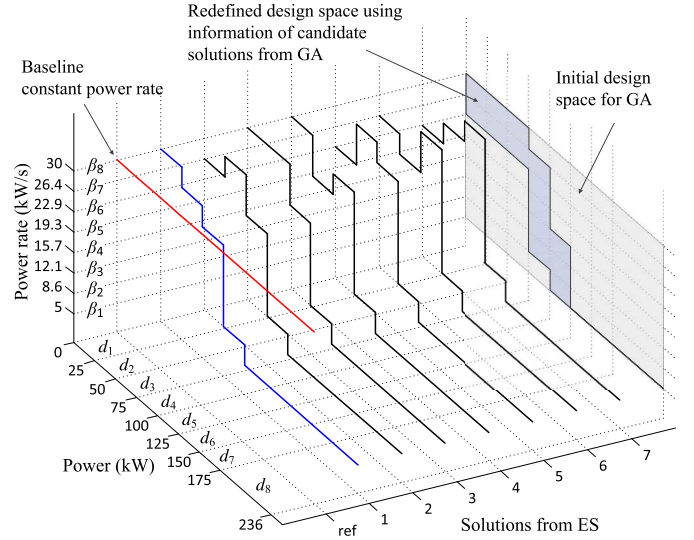 Redefined design space using
information of candidate
solutions from GA
Baseline
constant power rate
Initial design
space for GA
Power rate (kW/s)
30 β8
26.4 β7
22.9 β6
19.3 β5
15.7 β4
12.1 β3
8.6 β2
5 β1
0
25
50
75
100
125
150
175
236
d1
d2
d3
d4
d5
d6
d7
d8
Power (kW)
ref
1
2
3
4
5
6
7
Solutions from ES